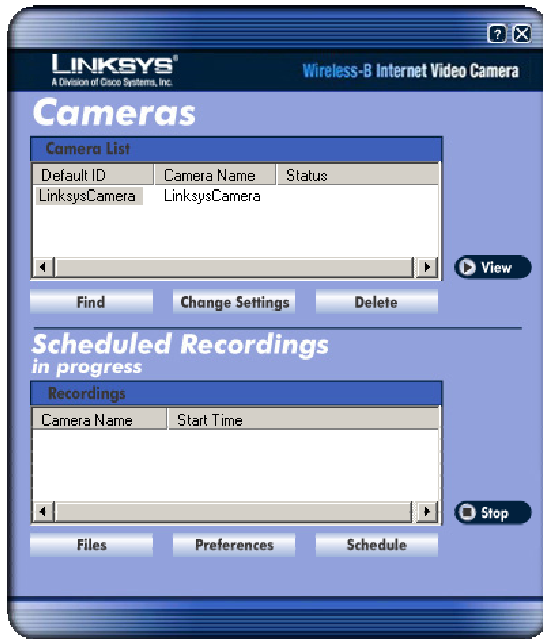 ?
LINKSYS®
A Division of Cisco Systems, Inc.
Wireless-B Internet Video Camera
Cameras
Camera List
Default ID Camera Name Status
LinksysCamera LinksysCamera
View
Find Change Settings Delete
Scheduled Recordings
in progress
Recordings
Camera Name Start Time
Stop
Files Preferences Schedule